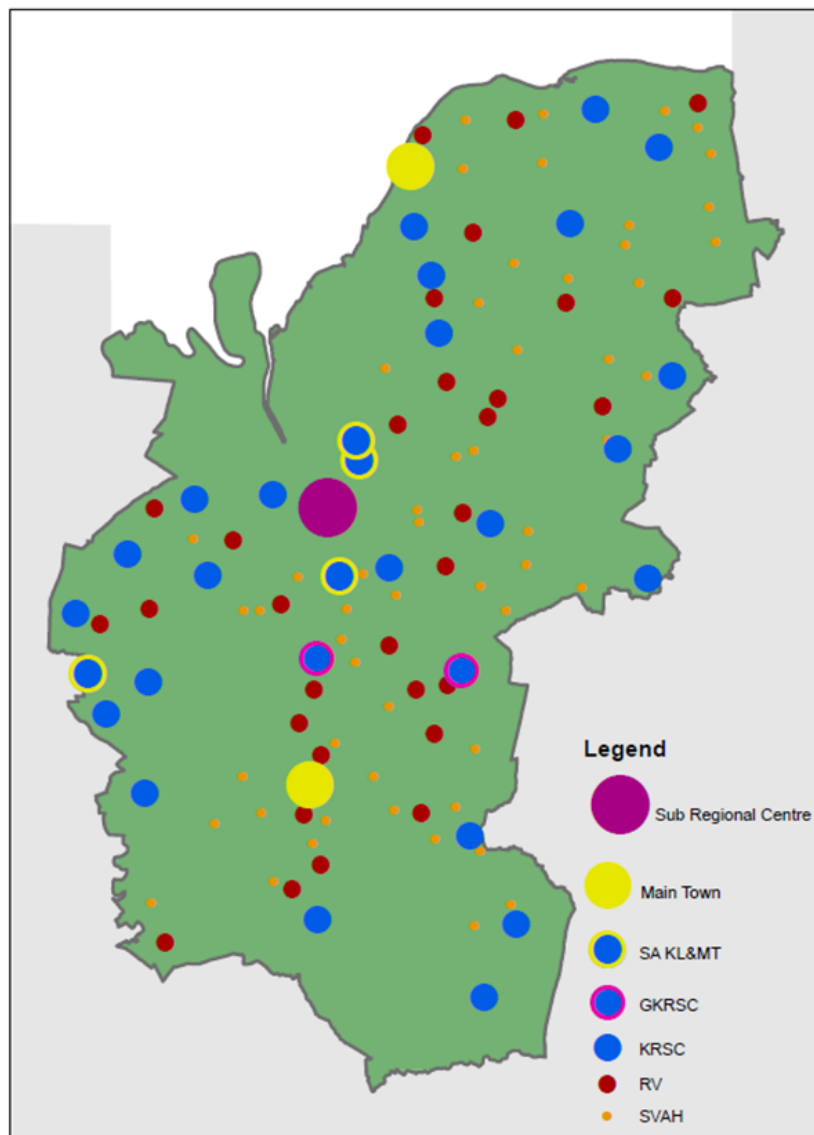 Legend
Sub Regional Centre
Main Town
SA KL&MT
GKRSC
KRSC
RV
SVAH